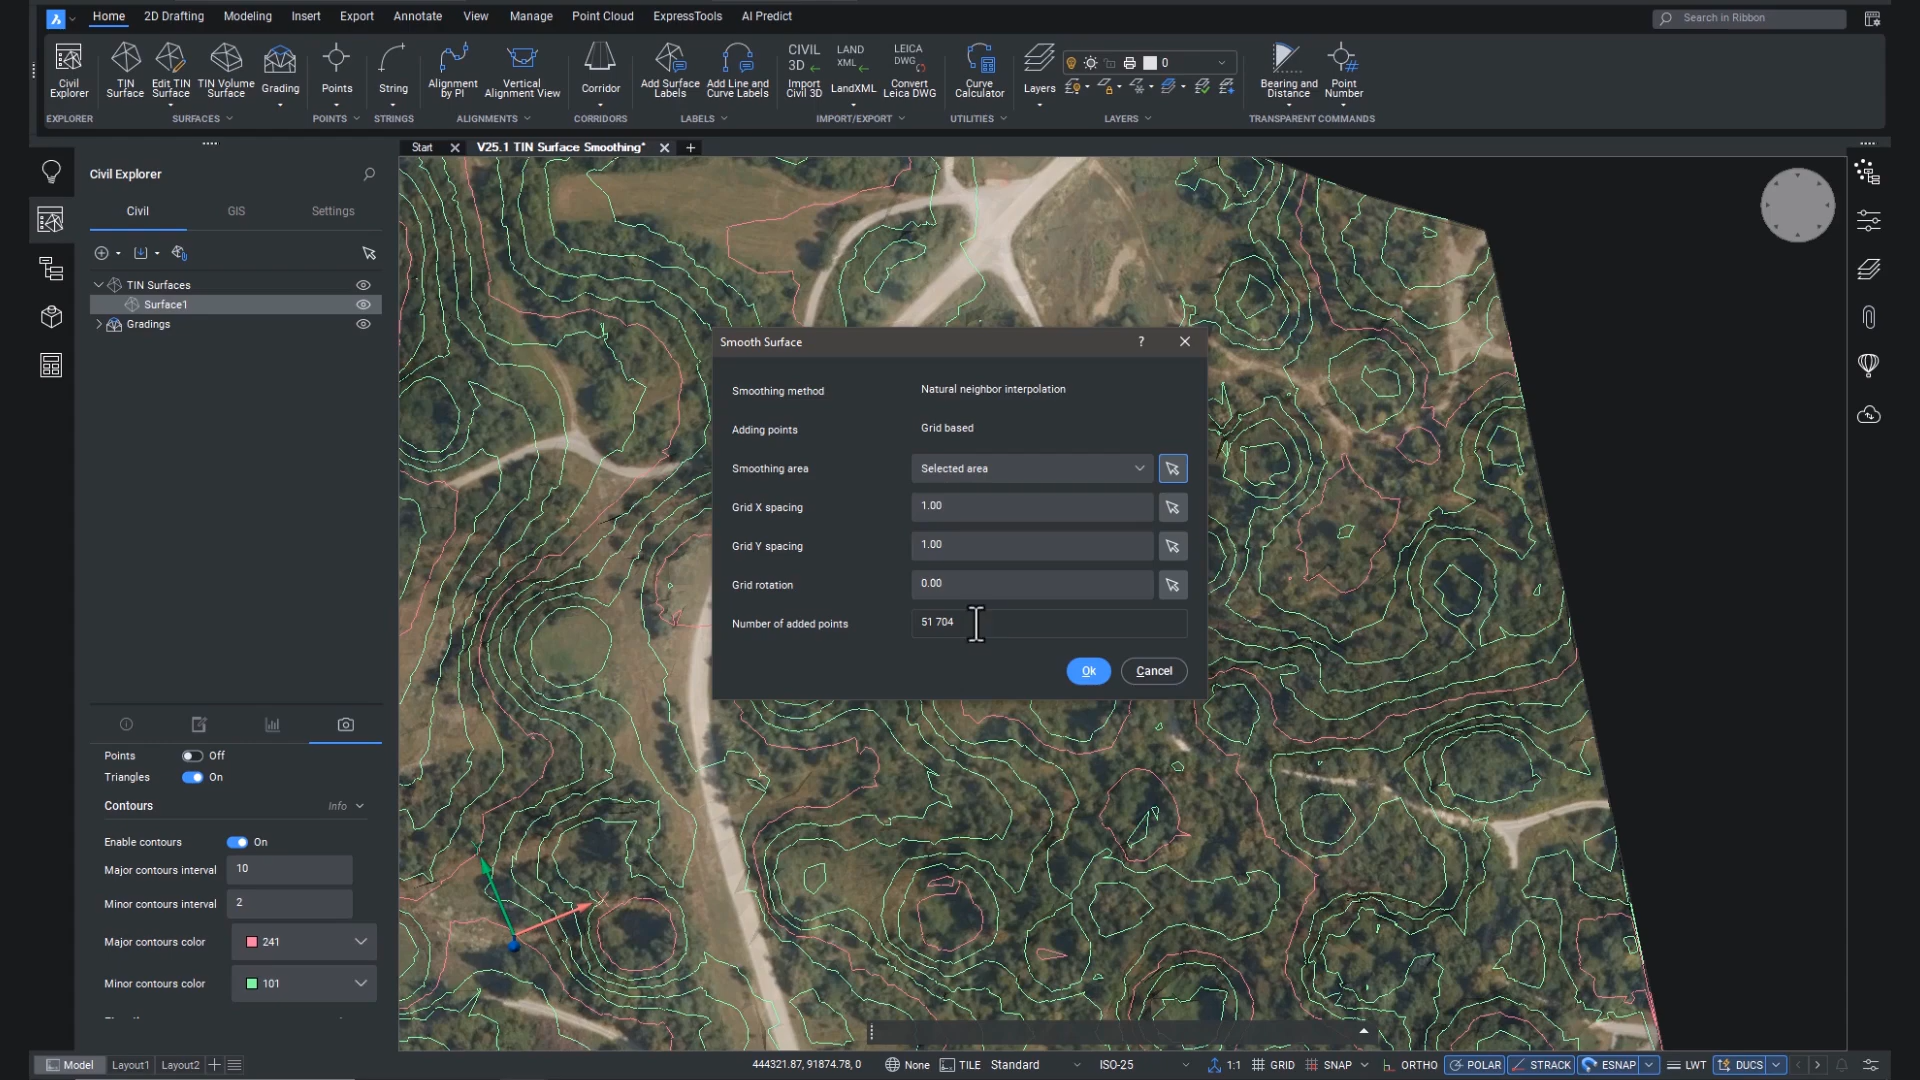 Home 2D Drafting Modeling Insert Export Annotate View Manage Point Cloud ExpressTools AI Predict
Search in Ribbon
Civil Explorer
TIN Surface
Edit TIN Surface
TIN Volume Surface
Grading
Points
String
Alignment by PI
Vertical Alignment View
Corridor
Add Surface Labels
Add Line and Curve Labels
CIVIL 3D
Import Civil 3D
LAND XML
LandXML
LEICA DWG
Convert Leica DWG
Curve Calculator
Layers
0
Bearing and Distance
Point Number
EXPLORER SURFACES POINTS STRINGS ALIGNMENTS CORRIDORS LABELS IMPORT/EXPORT UTILITIES LAYERS TRANSPARENT COMMANDS
Start V25.1 TIN Surface Smoothing*
Civil Explorer
Civil GIS Settings
TIN Surfaces
Surface1
Gradings
Points Off
Triangles On
Contours Info
Enable contours On
Major contours interval 10
Minor contours interval 2
Major contours color 241
Minor contours color 101
Smooth Surface ?
Smoothing method Natural neighbor interpolation
Adding points Grid based
Smoothing area Selected area
Grid X spacing 1.00
Grid Y spacing 1.00
Grid rotation 0.00
Number of added points 51 704
Ok Cancel
Model Layout1 Layout2
444321.87, 91874.78, 0 None TILE Standard ISO-25 1:1 GRID SNAP ORTHO POLAR STRACK ESNAP LWT DUCS